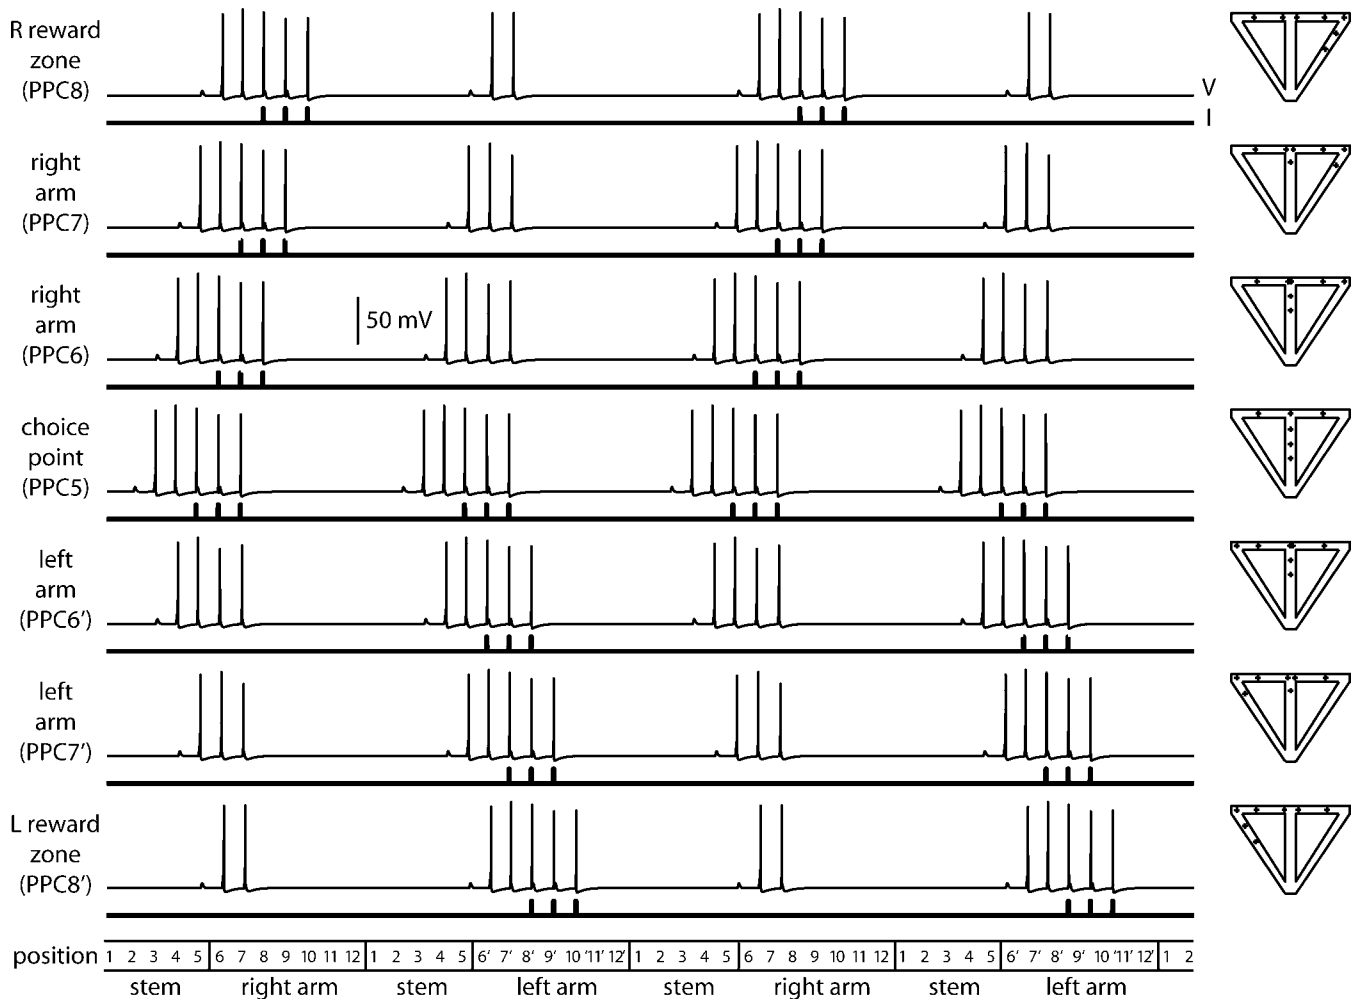 R reward
zone
(PPC8)
V
I
right
arm
(PPC7)
right
arm
(PPC6)
50 mV
choice
point
(PPC5)
left
arm
(PPC6')
left
arm
(PPC7')
L reward
zone
(PPC8')
position 1 2 3 4 5 6 7 8 9 10 11 12 1 2 3 4 5 6' 7' 8' 9' 10 '11' 12' 1 2 3 4 5 6 7 8 9 10 11 12 1 2 3 4 5 6' 7' 8' 9' 10 '11' 12' 1 2
stem right arm stem left arm stem right arm stem left arm